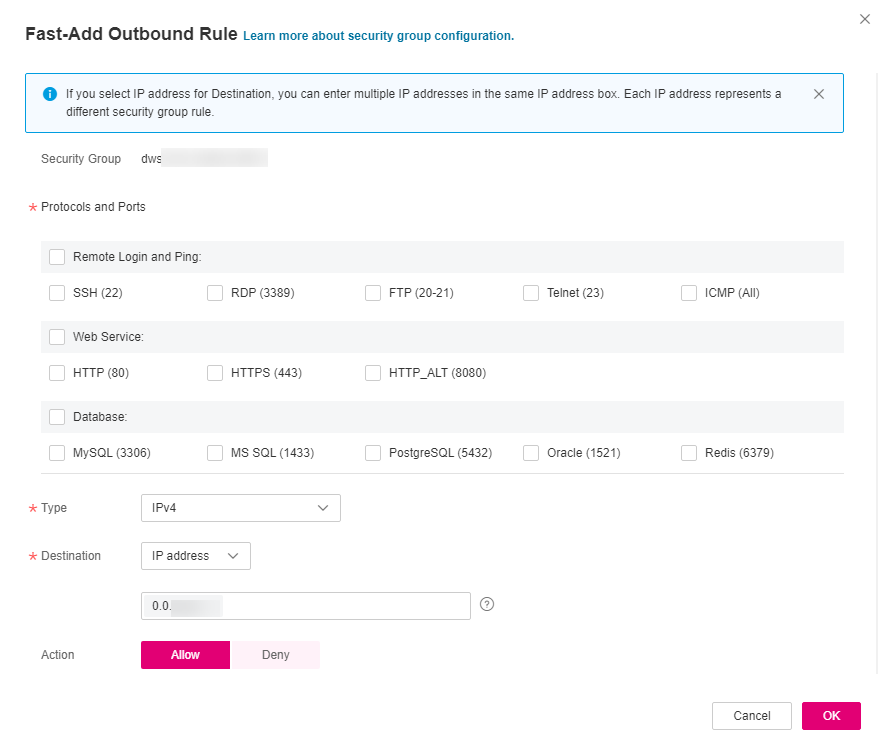 Fast-Add Outbound Rule Learn more about security group configuration.
If you select IP address for Destination, you can enter multiple IP addresses in the same IP address box. Each IP address represents a
different security group rule.
Security Group dws
* Protocols and Ports
Remote Login and Ping:
SSH (22) RDP (3389) FTP (20-21) Telnet (23) ICMP (All)
Web Service:
HTTP (80) HTTPS (443) HTTP_ALT (8080)
Database:
MySQL (3306) MS SQL (1433) PostgreSQL (5432) Oracle (1521) Redis (6379)
* Type IPv4
* Destination IP address
0.0.
Action Allow Deny
Cancel OK